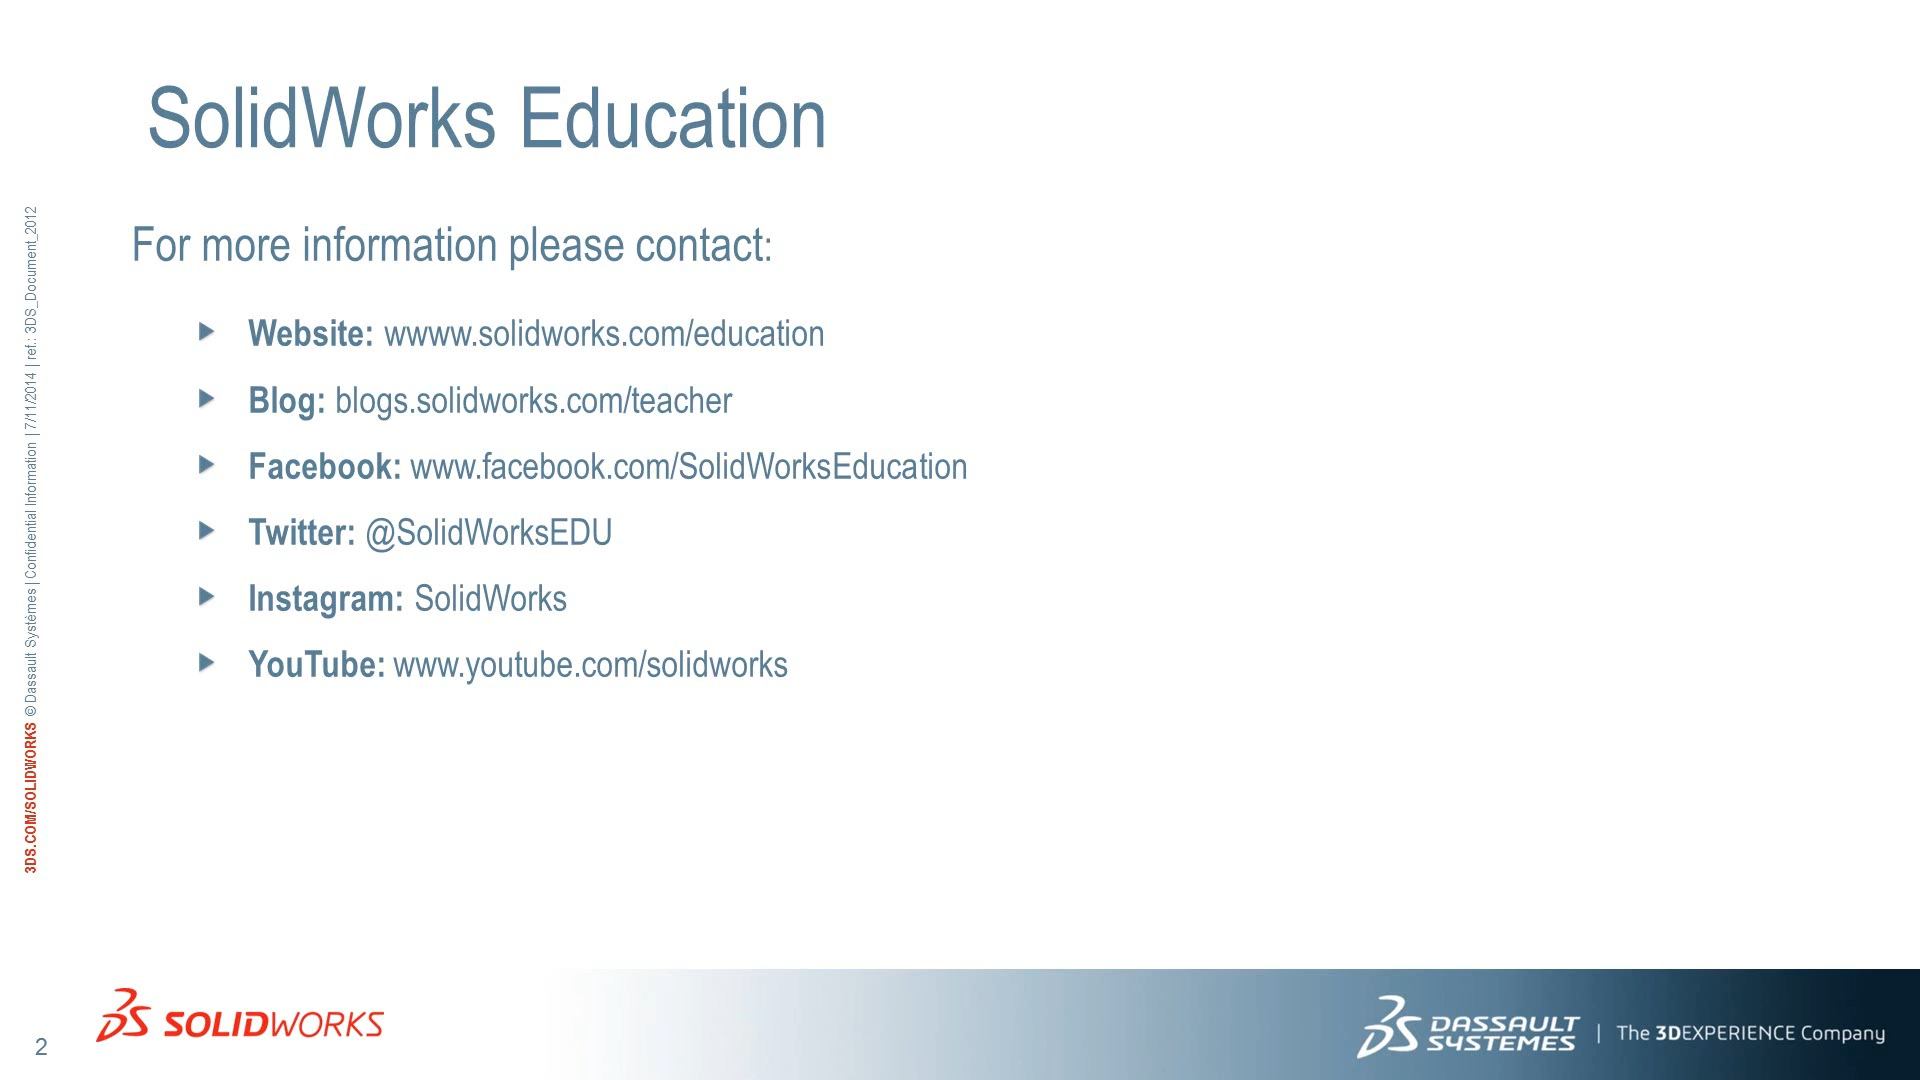 SolidWorks Education
For more information please contact:
Website: wwww.solidworks.com/education
Blog: blogs.solidworks.com/teacher
Facebook: www.facebook.com/SolidWorksEducation
Twitter: @SolidWorksEDU
Instagram: SolidWorks
YouTube: www.youtube.com/solidworks
3DS.COM/SOLIDWORKS © Dassault Systèmes | Confidential Information | 7/11/2014 | ref.: 3DS_Document_2012
2
SOLIDWORKS
DASSAULT SYSTEMES | The 3DEXPERIENCE Company